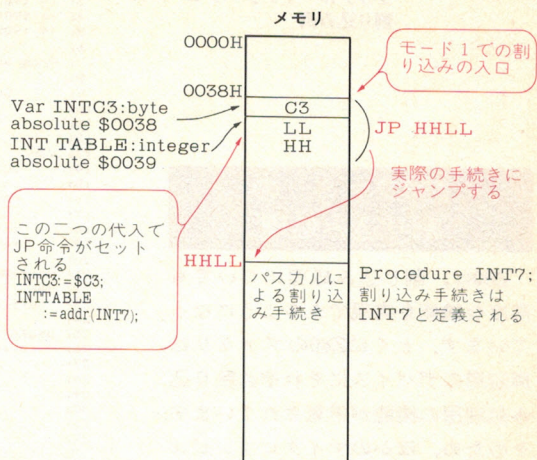 メモリ
0000H
モード1での割
り込みの入口
0038H
Var INTC3:byte
absolute $0038
INT TABLE:integer
absolute $0039
C3
LL
HH
JP HHLL
実際の手続きに
ジャンプする
この二つの代入で
JP命令がセット
される
INTC3:=$C3;
INTTABLE
:=addr(INT7);
HHLL
パスカルに
よる割り込
み手続き
Procedure INT7;
割り込み手続きは
INT7と定義される